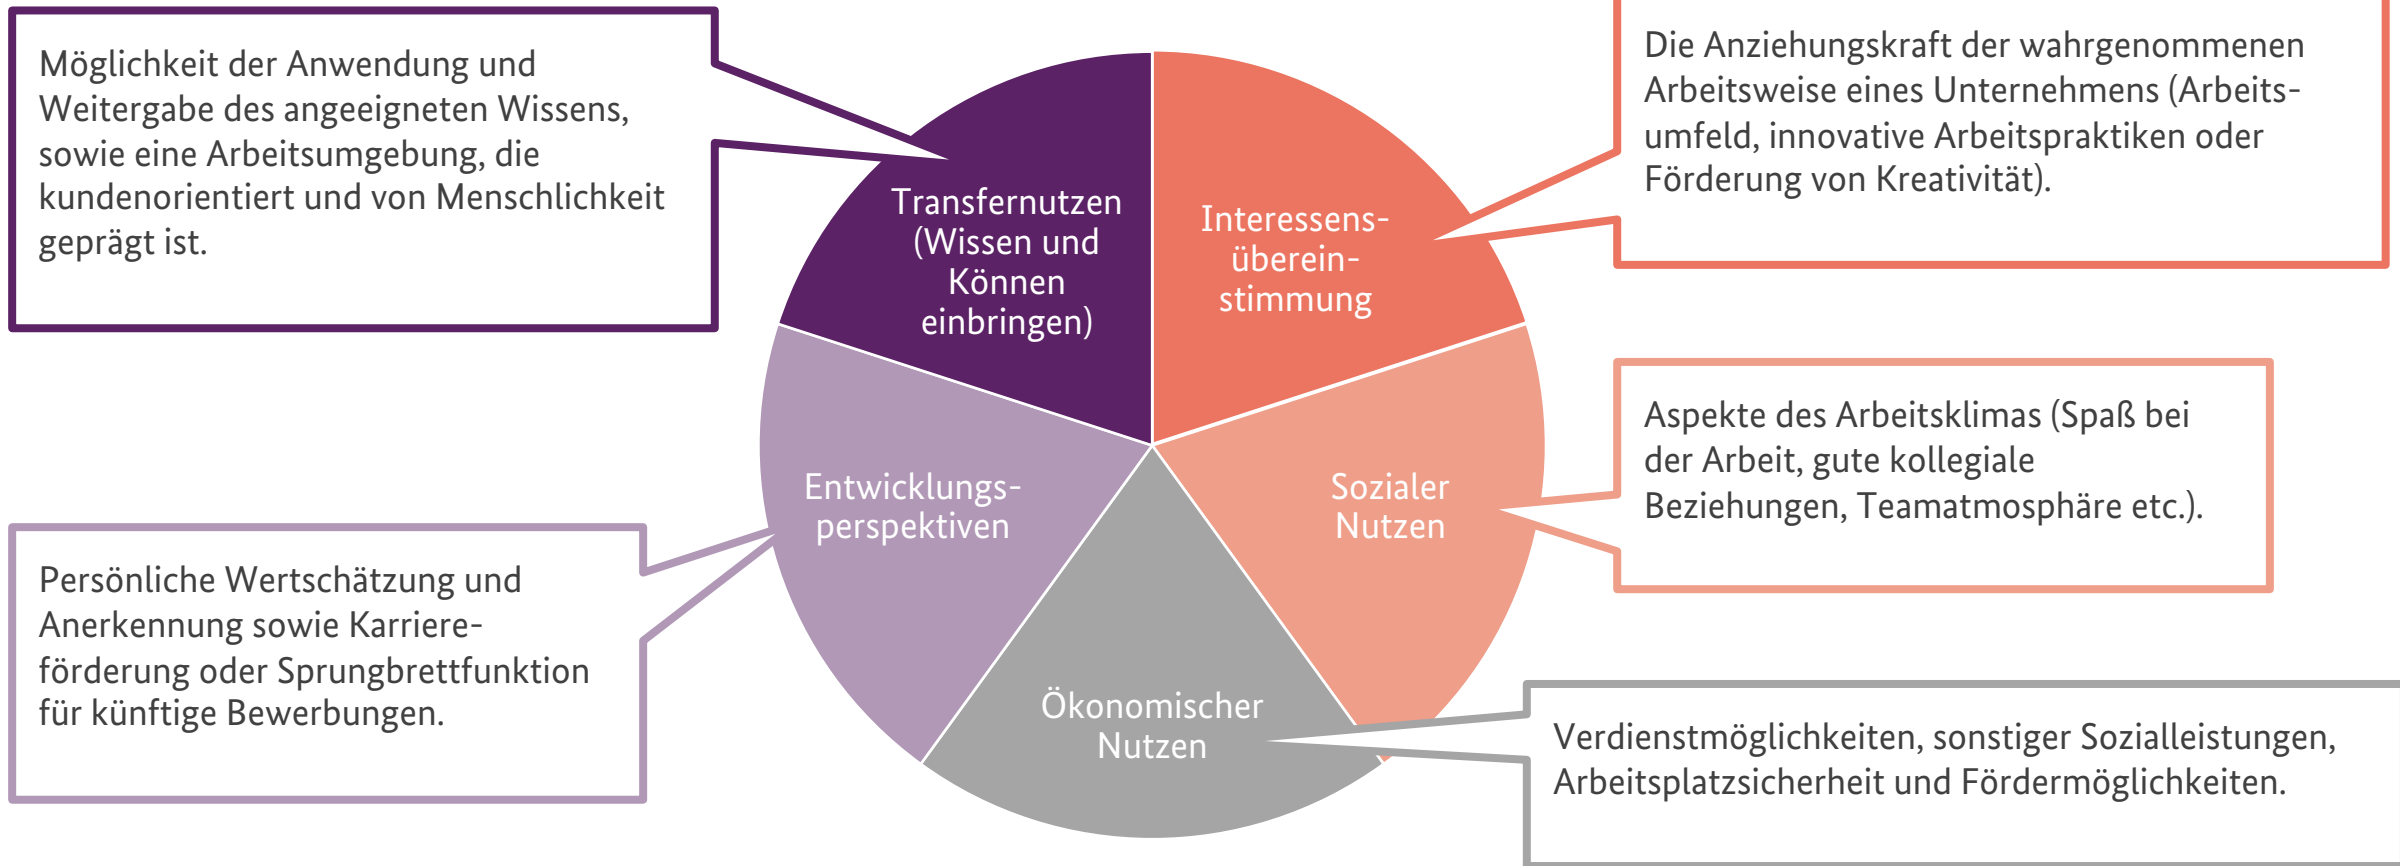 Möglichkeit der Anwendung und
Weitergabe des angeeigneten Wissens,
sowie eine Arbeitsumgebung, die
kundenorientiert und von Menschlichkeit
geprägt ist.
Transfernutzen
(Wissen und
Können
einbringen)
Interessens-
überein-
stimmung
Die Anziehungskraft der wahrgenommenen
Arbeitsweise eines Unternehmens (Arbeits-
umfeld, innovative Arbeitspraktiken oder
Förderung von Kreativität).
Sozialer
Nutzen
Aspekte des Arbeitsklimas (Spaß bei
der Arbeit, gute kollegiale
Beziehungen, Teamatmosphäre etc.).
Entwicklungs-
perspektiven
Persönliche Wertschätzung und
Anerkennung sowie Karriere-
förderung oder Sprungbrettfunktion
für künftige Bewerbungen.
Ökonomischer
Nutzen
Verdienstmöglichkeiten, sonstiger Sozialleistungen,
Arbeitsplatzsicherheit und Fördermöglichkeiten.